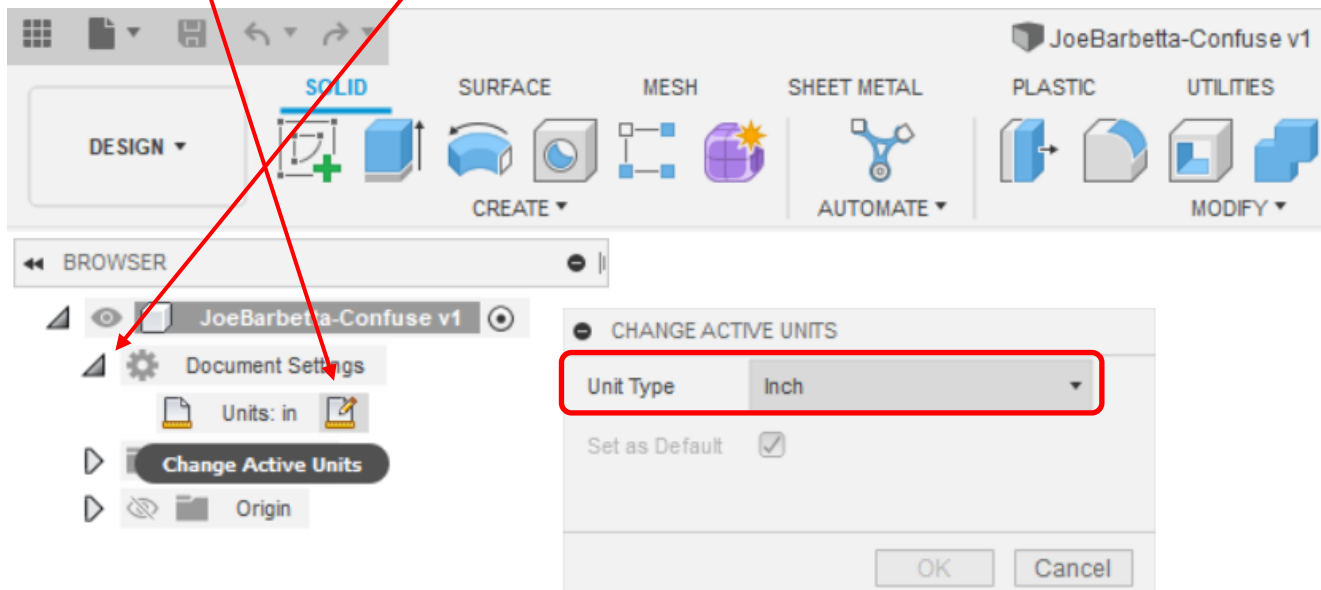 JoeBarbetta-Confuse v1
SOLID SURFACE MESH SHEET METAL PLASTIC UTILITIES
DESIGN
CREATE AUTOMATE MODIFY
BROWSER
JoeBarbetta-Confuse v1
CHANGE ACTIVE UNITS
Document Settings
Unit Type Inch
Units: in
Set as Default
Change Active Units
Origin
OK Cancel